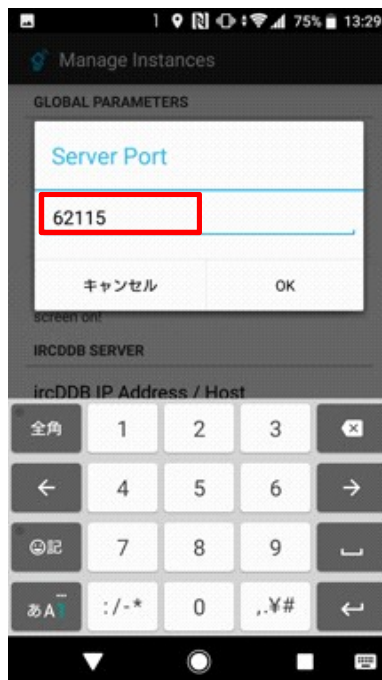 75% 13:29
Manage Instances
GLOBAL PARAMETERS
Server Port
62115
キャンセル OK
screen on!
IRCDDB SERVER
ircDDB IP Address / Host
全角 1 2 3
4 5 6
記 7 8 9
あA1 :/-* 0 ,.¥#